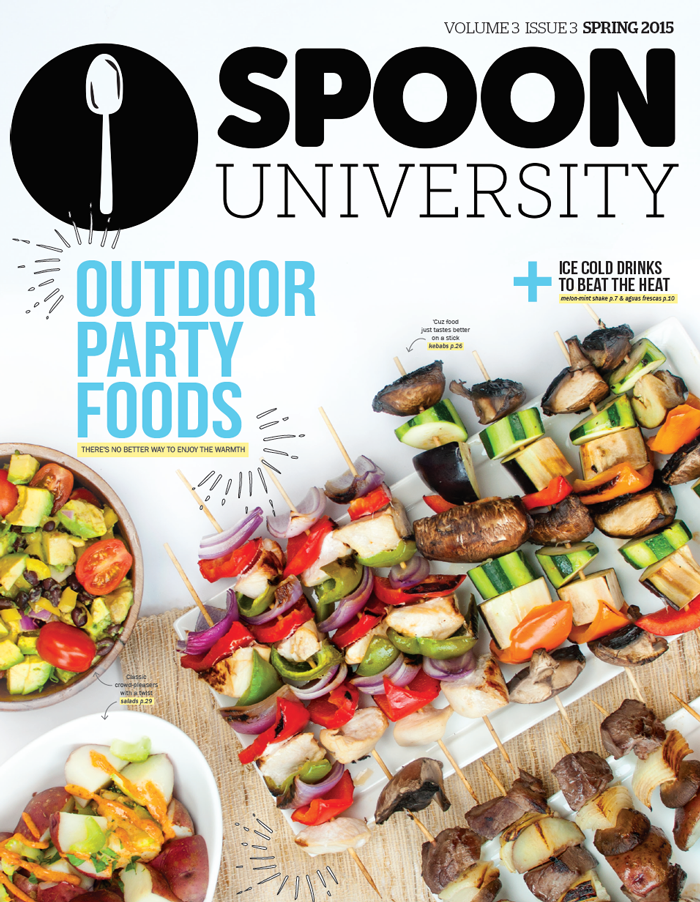 VOLUME 3 ISSUE 3 SPRING 2015
SPOON
UNIVERSITY
OUTDOOR
PARTY
FOODS
THERE'S NO BETTER WAY TO ENJOY THE WARMTH
+ ICE COLD DRINKS
TO BEAT THE HEAT
melon-mint shake p.7 & aguas frescas p.10
'Cuz food
just tastes better
on a stick
kebabs p.26
Classic
crowd-pleasers
with a twist
salads p.29